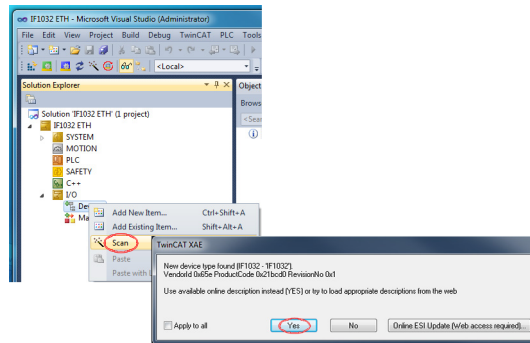 IF1032 ETH - Microsoft Visual Studio (Administrator)
File Edit View Project Build Debug TwinCAT PLC Tools
<Local>
Solution Explorer
Object
Brows
<Sear
Solution 'IF1032 ETH' (1 project)
IF1032 ETH
SYSTEM
MOTION
PLC
SAFETY
C++
I/O
Dev
Ma
Add New Item... Ctrl+Shift+A
Add Existing Item... Shift+Alt+A
Scan
Paste
Paste with L
TwinCAT XAE
New device type found (IF1032 - 'IF1032').
VendorId 0x65e ProductCode 0x21bcd0 RevisionNo 0x1
Use available online description instead (YES) or try to load appropriate descriptions from the web
Apply to all
Yes
No
Online ESI Update (Web access required)...